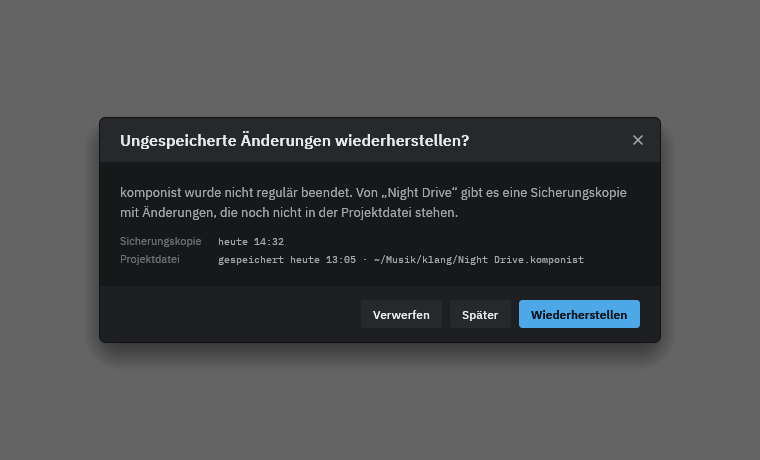 Ungespeicherte Änderungen wiederherstellen?
komponist wurde nicht regulär beendet. Von „Night Drive“ gibt es eine Sicherungskopie
mit Änderungen, die noch nicht in der Projektdatei stehen.
Sicherungskopie heute 14:32
Projektdatei gespeichert heute 13:05 · ~/Musik/klang/Night Drive.komponist
Verwerfen Später Wiederherstellen